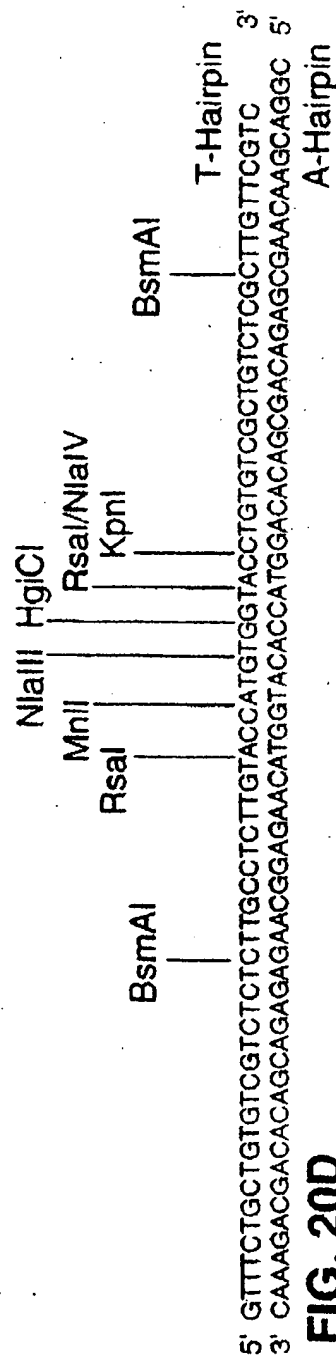 NlaIII HgiCI
MnlI RsaI/NlaIV
BsmAI RsaI KpnI BsmAI
T-Hairpin
5' GTTTCTGCTGTGTCGTCTCTCTTGCCTCTTGTACCATGTGGTACCTGTGTCGCTGTCTCGCTTGTTCGTC 3'
3' CAAAGACGACACAGCAGAGAGAACGGAGAACATGGTACACCATGGACACAGCGACAGAGCGAACAAGCAGGC 5'
A-Hairpin
FIG. 20D